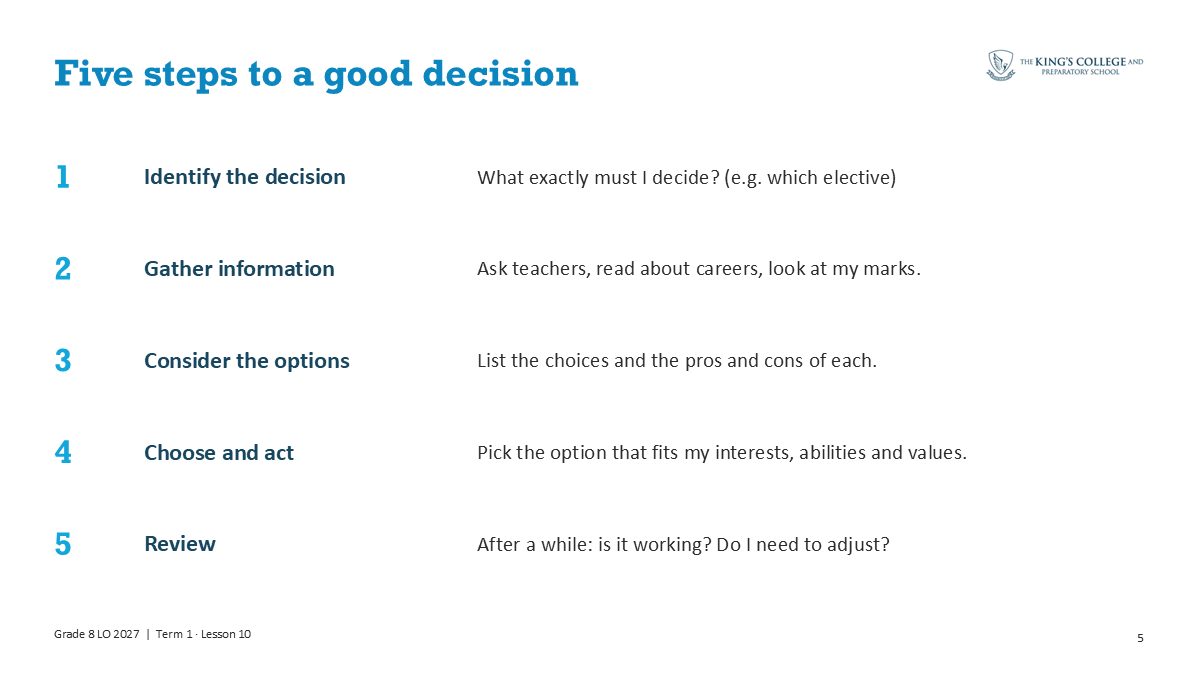 Five steps to a good decision
THE KING'S COLLEGE AND
PREPARATORY SCHOOL
1 Identify the decision What exactly must I decide? (e.g. which elective)
2 Gather information Ask teachers, read about careers, look at my marks.
3 Consider the options List the choices and the pros and cons of each.
4 Choose and act Pick the option that fits my interests, abilities and values.
5 Review After a while: is it working? Do I need to adjust?
Grade 8 LO 2027 | Term 1 · Lesson 10
5